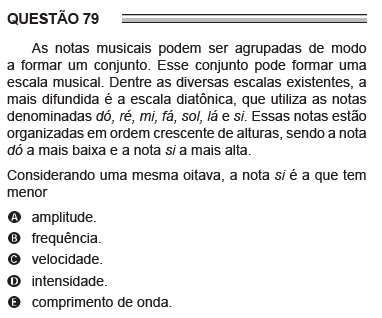 QUESTÃO 79
As notas musicais podem ser agrupadas de modo
a formar um conjunto. Esse conjunto pode formar uma
escala musical. Dentre as diversas escalas existentes, a
mais difundida é a escala diatônica, que utiliza as notas
denominadas dó, ré, mi, fá, sol, lá e si. Essas notas estão
organizadas em ordem crescente de alturas, sendo a nota
dó a mais baixa e a nota si a mais alta.
Considerando uma mesma oitava, a nota si é a que tem
menor
A amplitude.
B frequência.
C velocidade.
D intensidade.
E comprimento de onda.